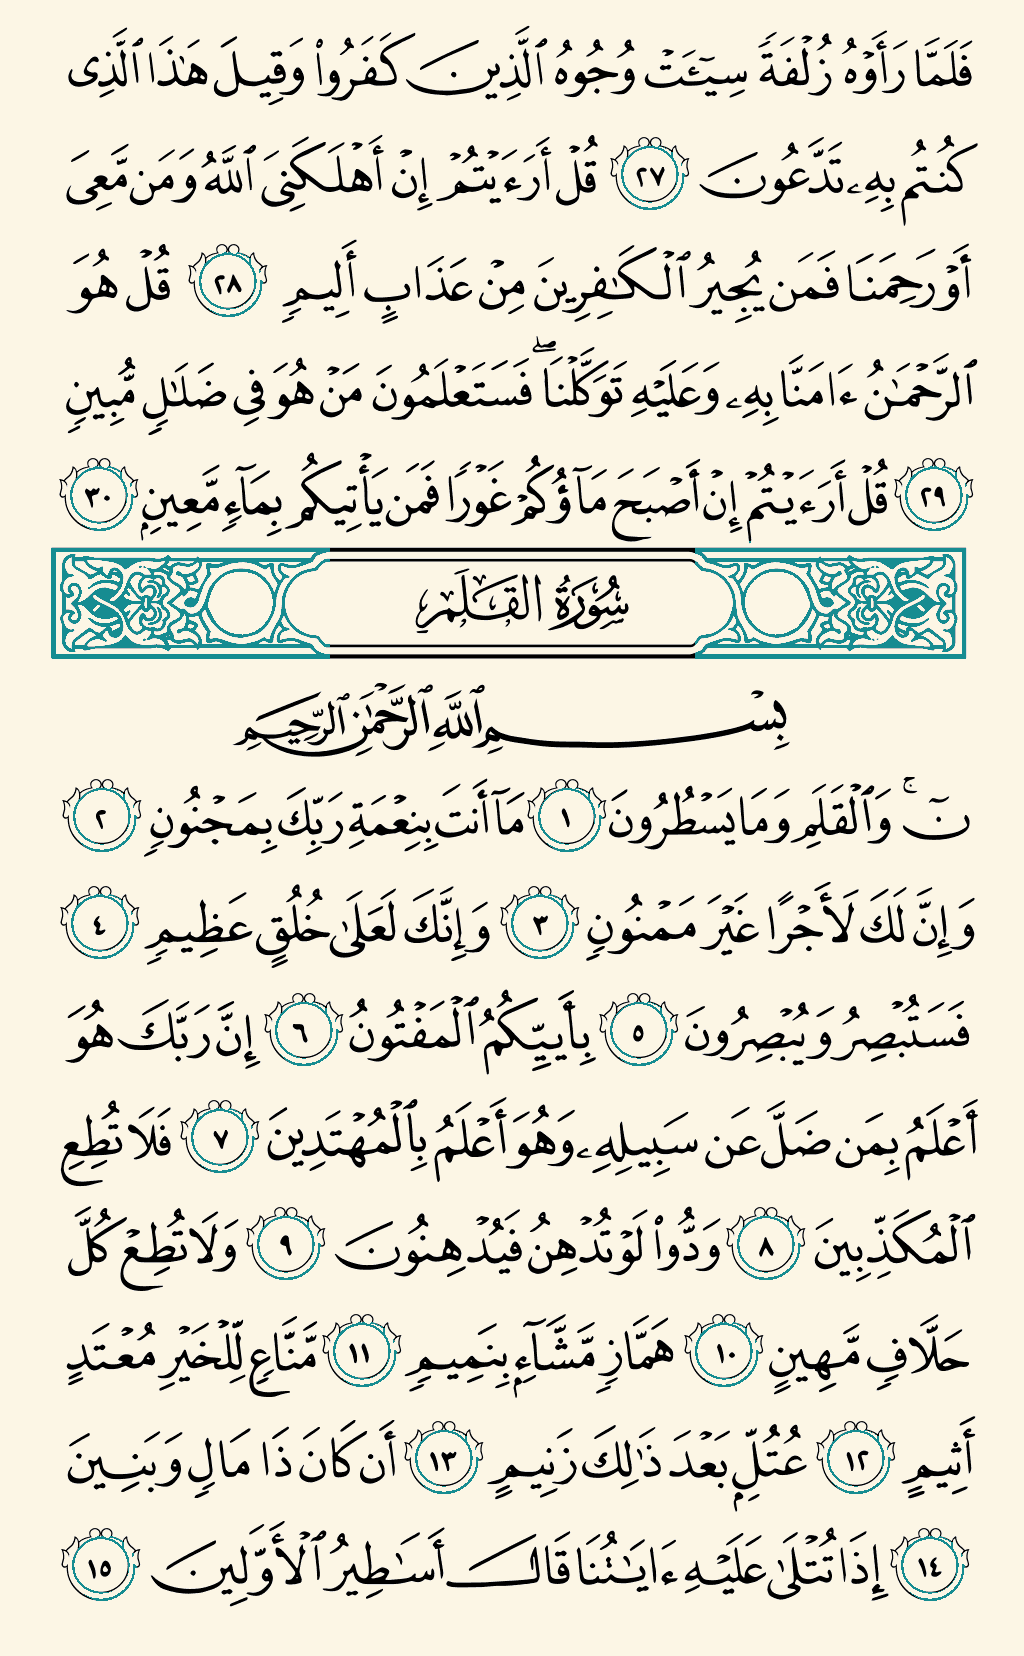 فَلَمَّا رَأَوْهُ زُلْفَةً سِيٓـَٔتْ وُجُوهُ ٱلَّذِينَ كَفَرُوا۟ وَقِيلَ هَٰذَا ٱلَّذِى
كُنتُم بِهِۦ تَدَّعُونَ ٢٧ قُلْ أَرَءَيْتُمْ إِنْ أَهْلَكَنِىَ ٱللَّهُ وَمَن مَّعِىَ
أَوْ رَحِمَنَا فَمَن يُجِيرُ ٱلْكَٰفِرِينَ مِنْ عَذَابٍ أَلِيمٍ ٢٨ قُلْ هُوَ
ٱلرَّحْمَٰنُ ءَامَنَّا بِهِۦ وَعَلَيْهِ تَوَكَّلْنَا ۖ فَسَتَعْلَمُونَ مَنْ هُوَ فِى ضَلَٰلٍ مُّبِينٍ
٢٩ قُلْ أَرَءَيْتُمْ إِنْ أَصْبَحَ مَآؤُكُمْ غَوْرًا فَمَن يَأْتِيكُم بِمَآءٍ مَّعِينٍۭ ٣٠
سُورَةُ القَلَمِ
بِسْمِ ٱللَّهِ ٱلرَّحْمَٰنِ ٱلرَّحِيمِ
نٓ ۚ وَٱلْقَلَمِ وَمَا يَسْطُرُونَ ١ مَآ أَنتَ بِنِعْمَةِ رَبِّكَ بِمَجْنُونٍ ٢
وَإِنَّ لَكَ لَأَجْرًا غَيْرَ مَمْنُونٍ ٣ وَإِنَّكَ لَعَلَىٰ خُلُقٍ عَظِيمٍ ٤
فَسَتُبْصِرُ وَيُبْصِرُونَ ٥ بِأَييِّكُمُ ٱلْمَفْتُونُ ٦ إِنَّ رَبَّكَ هُوَ
أَعْلَمُ بِمَن ضَلَّ عَن سَبِيلِهِۦ وَهُوَ أَعْلَمُ بِٱلْمُهْتَدِينَ ٧ فَلَا تُطِعِ
ٱلْمُكَذِّبِينَ ٨ وَدُّوا۟ لَوْ تُدْهِنُ فَيُدْهِنُونَ ٩ وَلَا تُطِعْ كُلَّ
حَلَّافٍ مَّهِينٍ ١٠ هَمَّازٍ مَّشَّآءٍۭ بِنَمِيمٍ ١١ مَّنَّاعٍ لِّلْخَيْرِ مُعْتَدٍ
أَثِيمٍ ١٢ عُتُلٍّۭ بَعْدَ ذَٰلِكَ زَنِيمٍ ١٣ أَن كَانَ ذَا مَالٍ وَبَنِينَ
١٤ إِذَا تُتْلَىٰ عَلَيْهِ ءَايَٰتُنَا قَالَ أَسَٰطِيرُ ٱلْأَوَّلِينَ ١٥